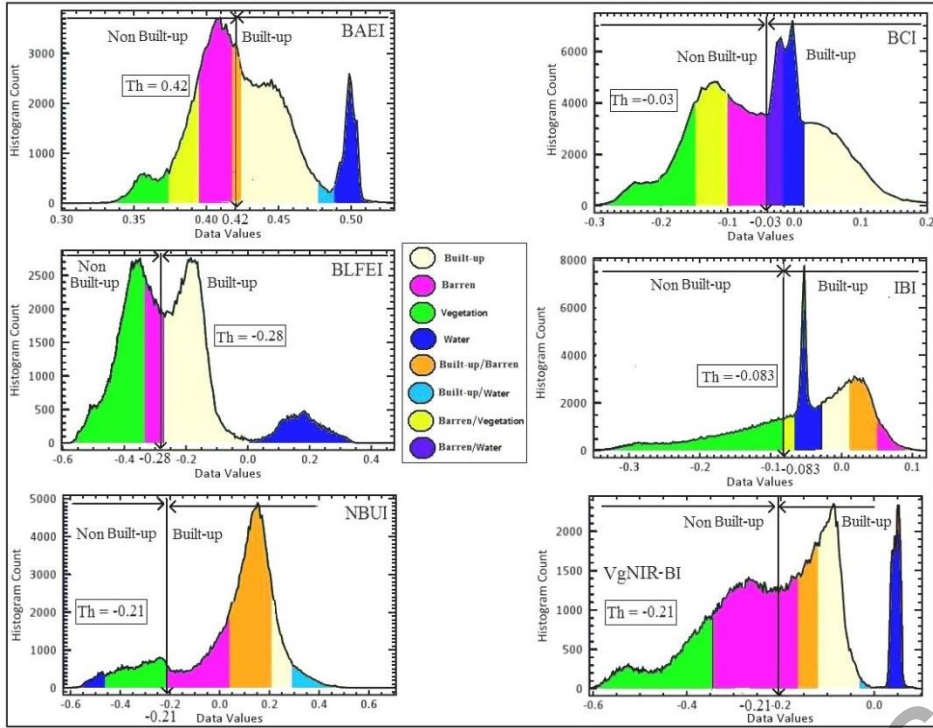 BAEI
Non Built-up
Built-up
Th = 0.42
Histogram Count
3000
2000
1000
0
0.30
0.35
0.40
0.42
0.45
0.50
Data Values
BCI
Non Built-up
Built-up
Th =-0.03
Histogram Count
6000
4000
2000
0
-0.3
-0.2
-0.1
-0.03
0.0
0.1
0.2
Data Values
BLFEI
Non
Built-up
Built-up
Th = -0.28
Histogram Count
2500
2000
1500
1000
500
0
-0.6
-0.4
-0.28
-0.2
0.0
0.2
0.4
Data Values
Built-up
Barren
Vegetation
Water
Built-up/Barren
Built-up/Water
Barren/Vegetation
Barren/Water
IBI
Non Built-up
Built-up
Th = -0.083
Histogram Count
8000
6000
4000
2000
0
-0.3
-0.2
-0.1
-0.083
0.0
0.1
Data Values
NBUI
Non Built-up
Built-up
Th = -0.21
Histogram Count
5000
4000
3000
2000
1000
0
-0.6
-0.4
-0.2
0.0
0.2
0.4
0.6
-0.21
Data Values
Non Built-up
Built-up
VgNIR-BI
Th = -0.21
Histogram Count
2000
1500
1000
500
0
-0.6
-0.4
-0.21
-0.2
0.0
Data Values